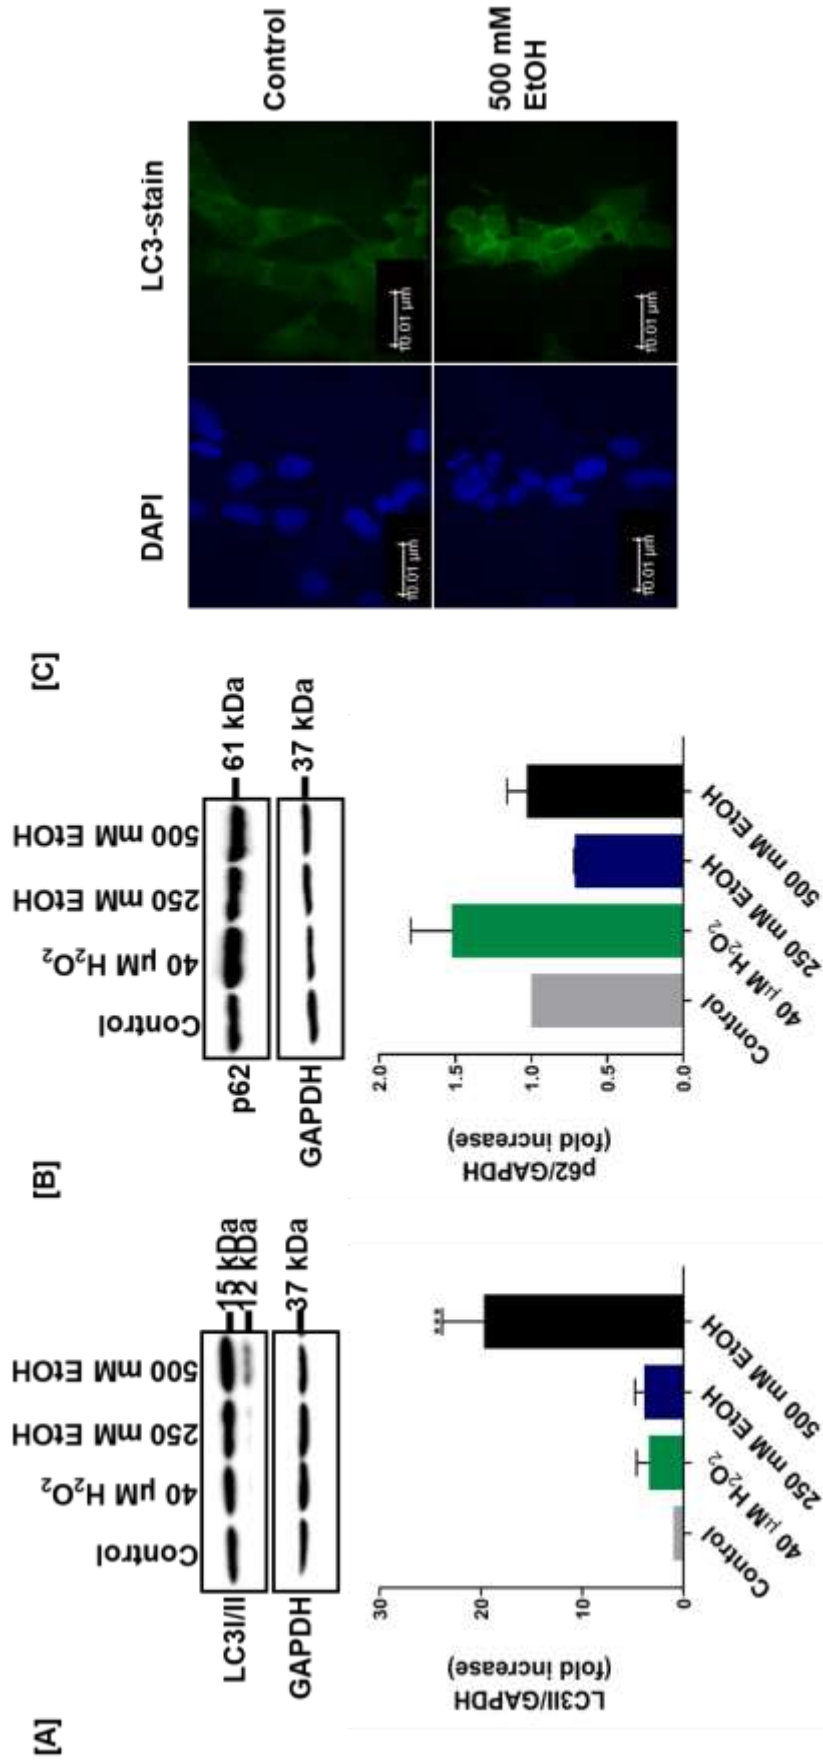 [A]
Control
40 µM H₂O₂
250 mM EtOH
500 mM EtOH
LC3I/II
15 kDa
12 kDa
GAPDH
37 kDa
LC3II/GAPDH
(fold increase)
30
20
10
0
***
Control
40 µM H₂O₂
250 mM EtOH
500 mM EtOH
[B]
Control
40 µM H₂O₂
250 mM EtOH
500 mM EtOH
p62
61 kDa
GAPDH
37 kDa
p62/GAPDH
(fold increase)
2.0
1.5
1.0
0.5
0.0
Control
40 µM H₂O₂
250 mM EtOH
500 mM EtOH
[C]
DAPI
LC3-stain
Control
10.01 µm
10.01 µm
500 mM
EtOH
10.01 µm
10.01 µm